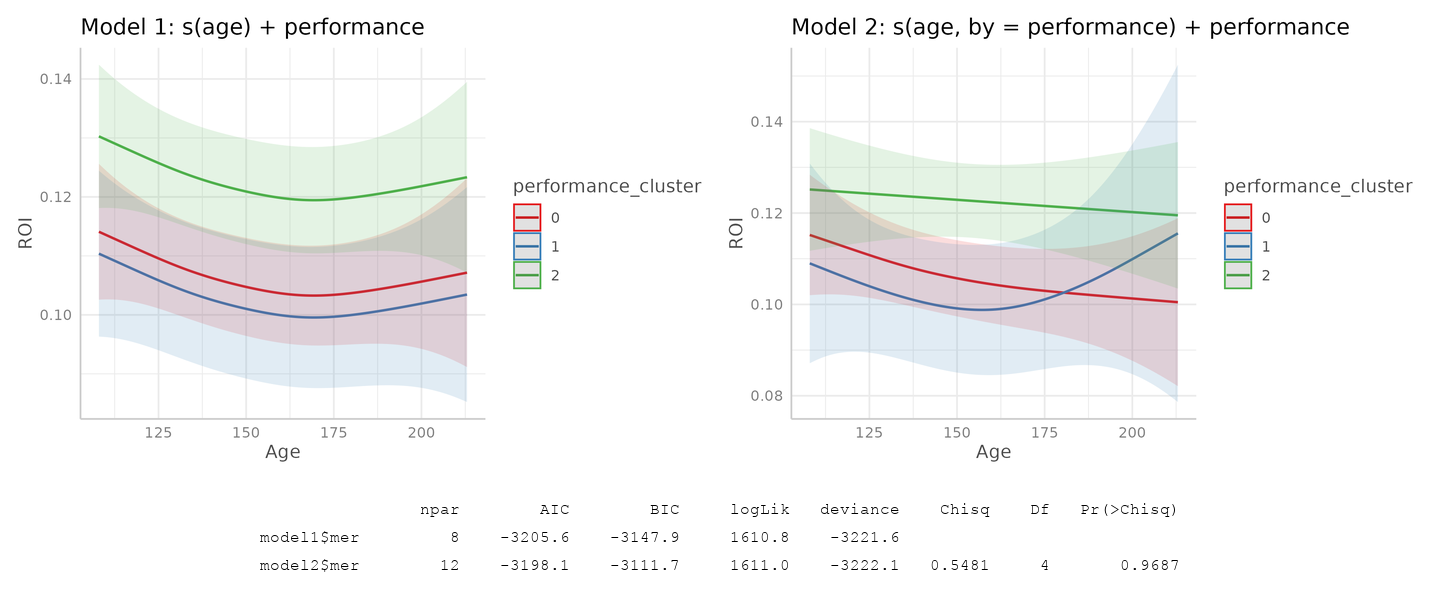 Model 1: s(age) + performance
0.14
0.12
0.10
ROI
125 150 175 200
Age
performance_cluster
0
1
2
Model 2: s(age, by = performance) + performance
0.14
0.12
0.10
0.08
ROI
125 150 175 200
Age
performance_cluster
0
1
2
npar AIC BIC logLik deviance Chisq Df Pr(>Chisq)
model1$mer 8 -3205.6 -3147.9 1610.8 -3221.6
model2$mer 12 -3198.1 -3111.7 1611.0 -3222.1 0.5481 4 0.9687